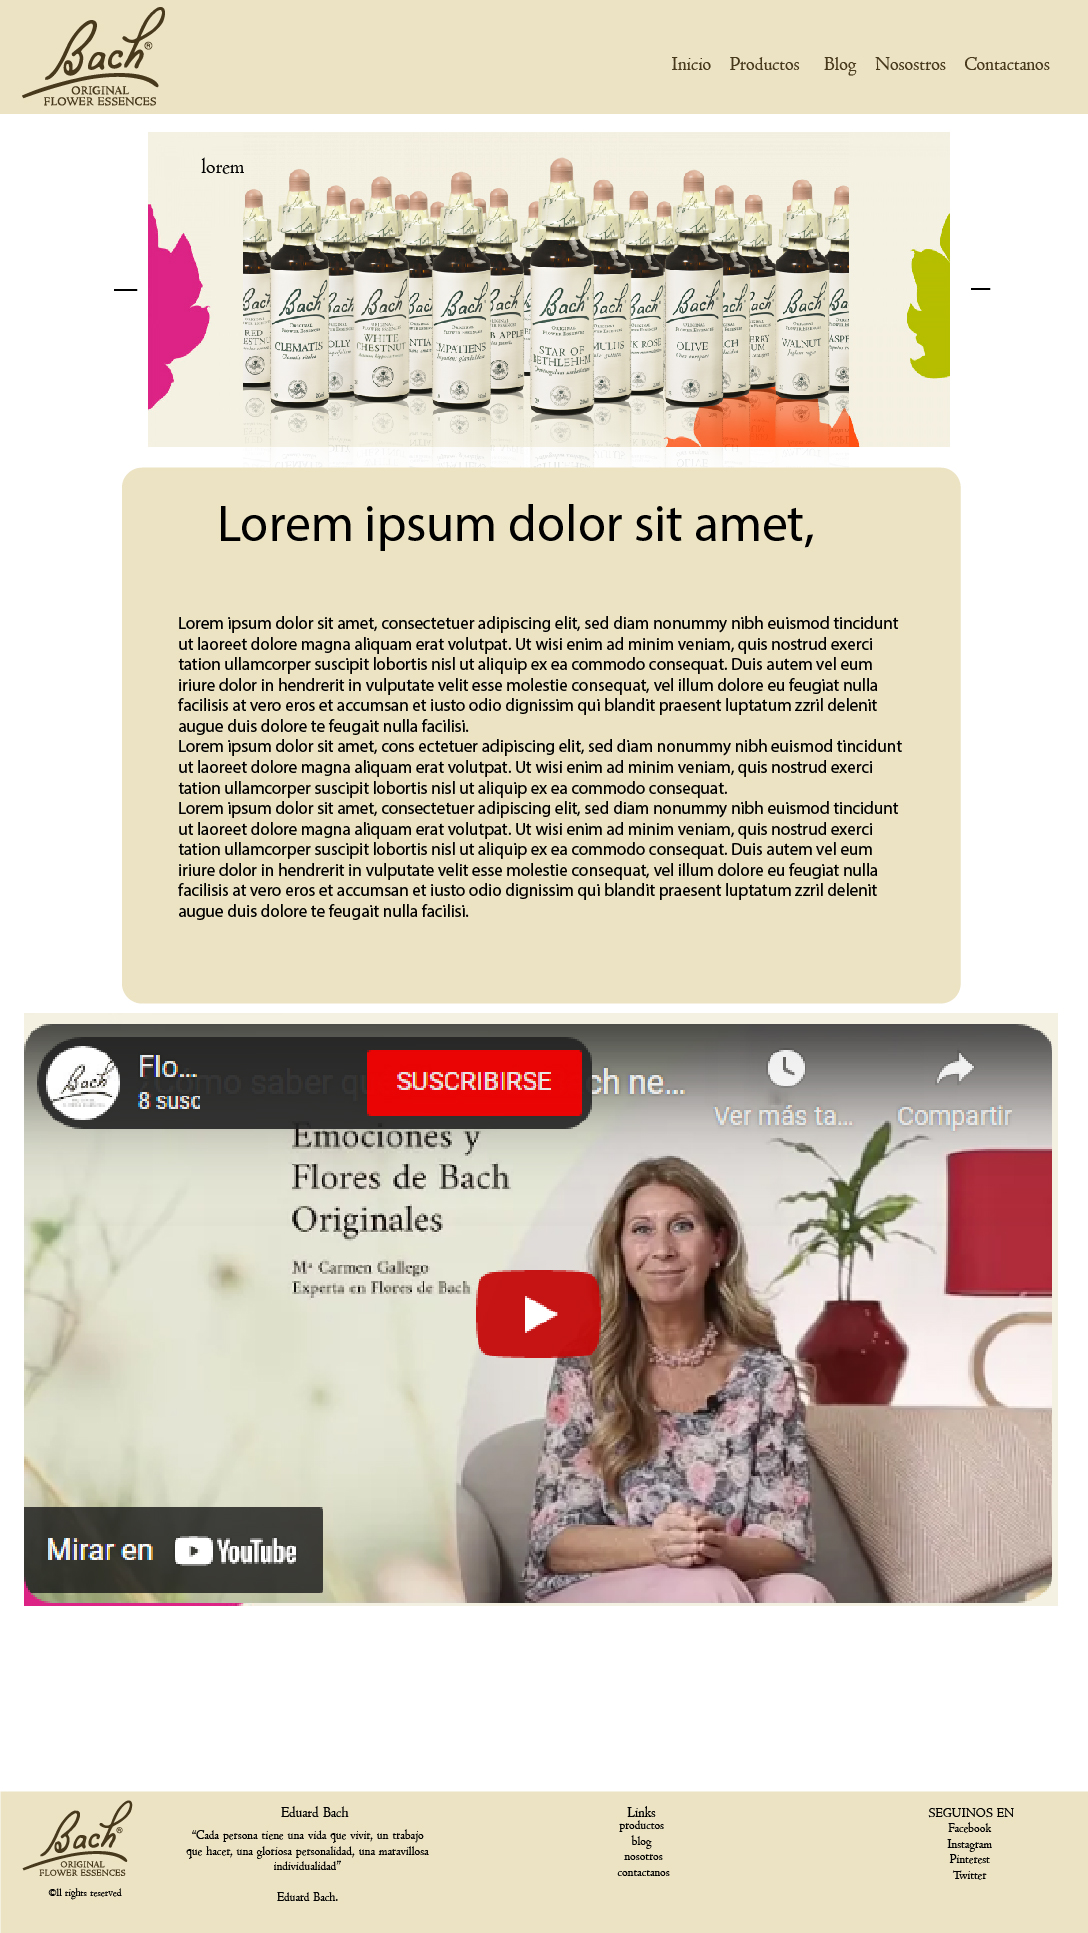 Bach®
ORIGINAL
FLOWER ESSENCES
Inicio Productos Blog Nosostros Contactanos
lorem
Bach
ORIGINAL
FLOWER ESSENCES
CLEMATIS
WHITE
CHESTNUT
STAR OF
OLIVE
WALNUT
Lorem ipsum dolor sit amet,
Lorem ipsum dolor sit amet, consectetuer adipiscing elit, sed diam nonummy nibh euismod tincidunt
ut laoreet dolore magna aliquam erat volutpat. Ut wisi enim ad minim veniam, quis nostrud exerci
tation ullamcorper suscipit lobortis nisl ut aliquip ex ea commodo consequat. Duis autem vel eum
iriure dolor in hendrerit in vulputate velit esse molestie consequat, vel illum dolore eu feugiat nulla
facilisis at vero eros et accumsan et iusto odio dignissim qui blandit praesent luptatum zzril delenit
augue duis dolore te feugait nulla facilisi.
Lorem ipsum dolor sit amet, cons ectetuer adipiscing elit, sed diam nonummy nibh euismod tincidunt
ut laoreet dolore magna aliquam erat volutpat. Ut wisi enim ad minim veniam, quis nostrud exerci
tation ullamcorper suscipit lobortis nisl ut aliquip ex ea commodo consequat.
Lorem ipsum dolor sit amet, consectetuer adipiscing elit, sed diam nonummy nibh euismod tincidunt
ut laoreet dolore magna aliquam erat volutpat. Ut wisi enim ad minim veniam, quis nostrud exerci
tation ullamcorper suscipit lobortis nisl ut aliquip ex ea commodo consequat. Duis autem vel eum
iriure dolor in hendrerit in vulputate velit esse molestie consequat, vel illum dolore eu feugiat nulla
facilisis at vero eros et accumsan et iusto odio dignissim qui blandit praesent luptatum zzril delenit
augue duis dolore te feugait nulla facilisi.
Bach
Flo...
8 susc
SUSCRIBIRSE
¿Cómo saber qu ch ne...
Ver más ta... Compartir
Emociones y
Flores de Bach
Originales
Mª Carmen Gallego
Experta en Flores de Bach
Mirar en YouTube
Bach®
ORIGINAL
FLOWER ESSENCES
©ll rights reserved
Eduard Bach
“Cada persona tiene una vida que vivir, un trabajo
que hacer, una gloriosa personalidad, una maravillosa
individualidad”
Eduard Bach.
Links
productos
blog
nosotros
contactanos
SEGUINOS EN
Facebook
Instagram
Pinterest
Twitter